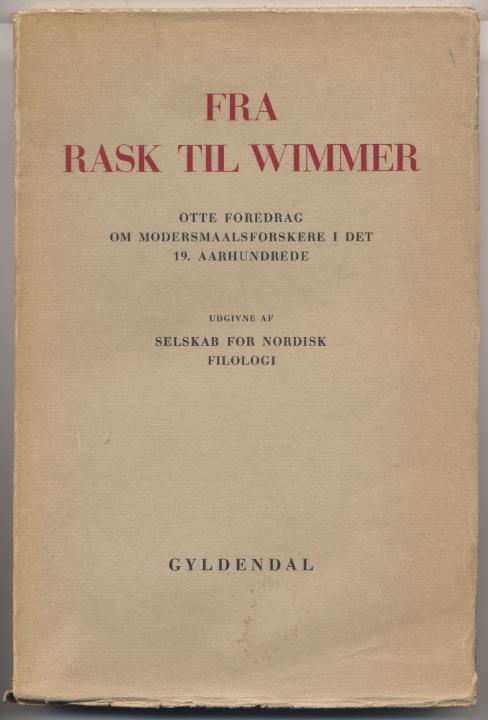 FRA
RASK TIL WIMMER
OTTE FOREDRAG
OM MODERSMAALSFORSKERE I DET
19. AARHUNDREDE
UDGIVNE AF
SELSKAB FOR NORDISK
FILOLOGI
GYLDENDAL